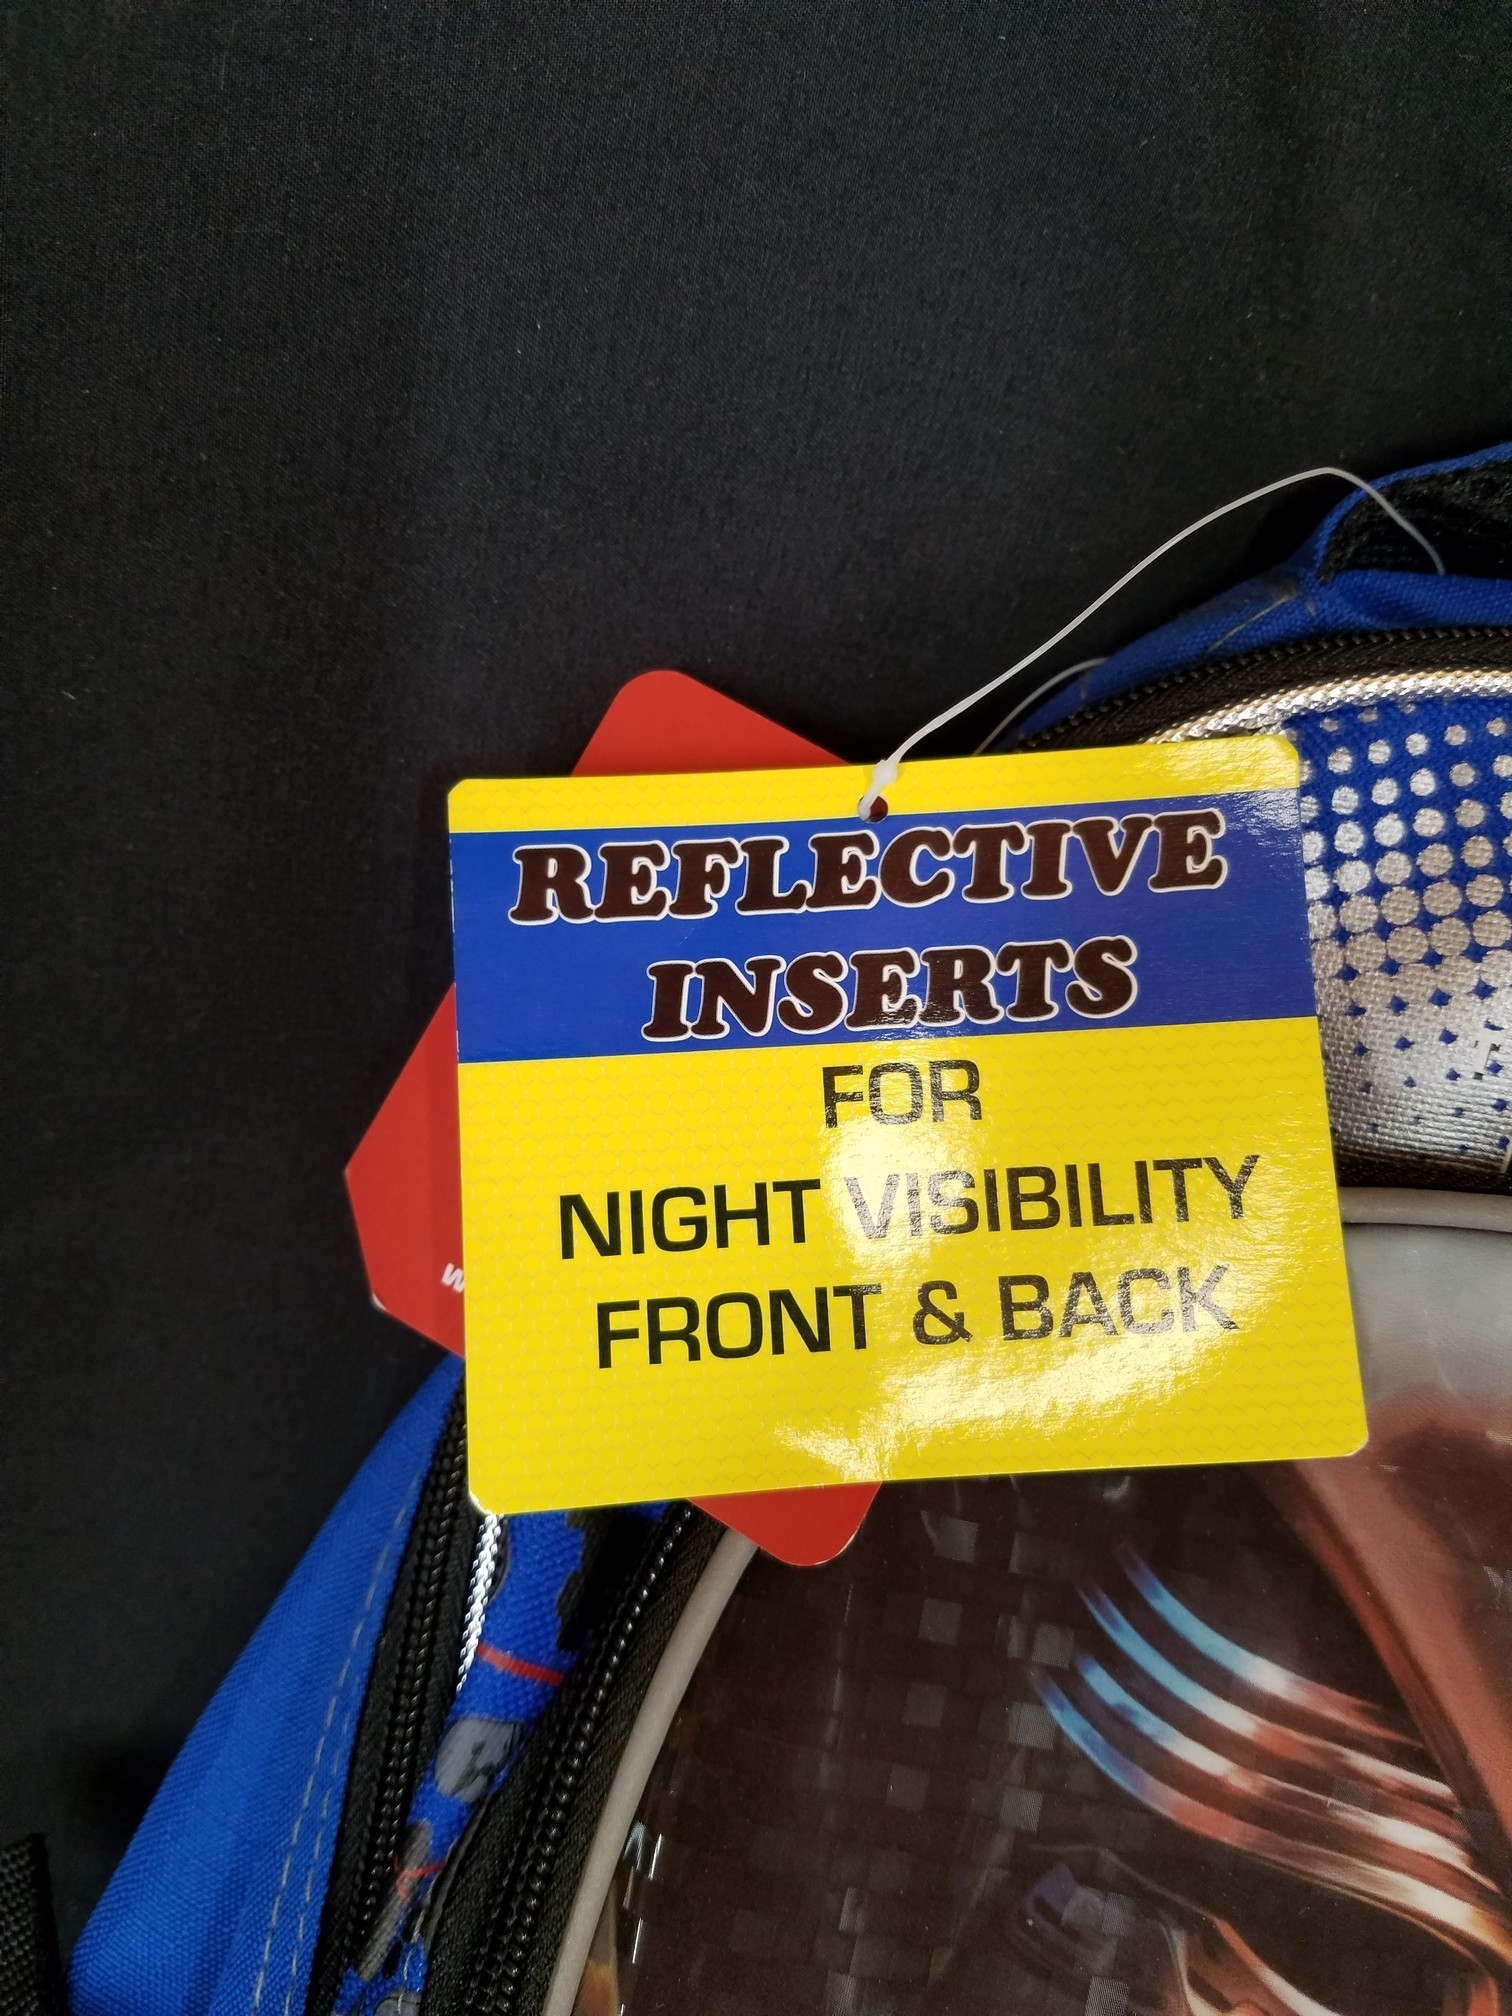 REFLECTIVE
INSERTS
FOR
NIGHT VISIBILITY
FRONT & BACK